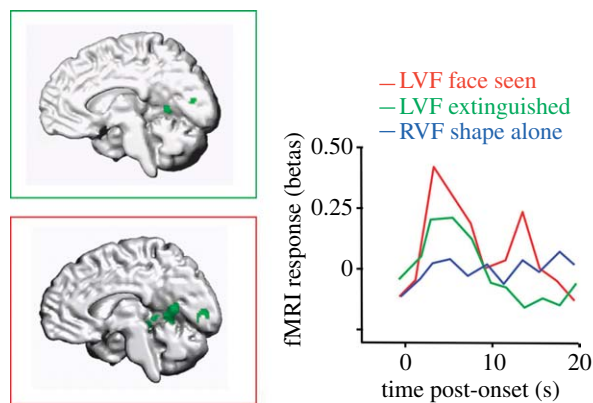 LVF face seen
LVF extinguished
RVF shape alone
fMRI response (betas)
0.50
0.25
0
0 10 20
time post-onset (s)